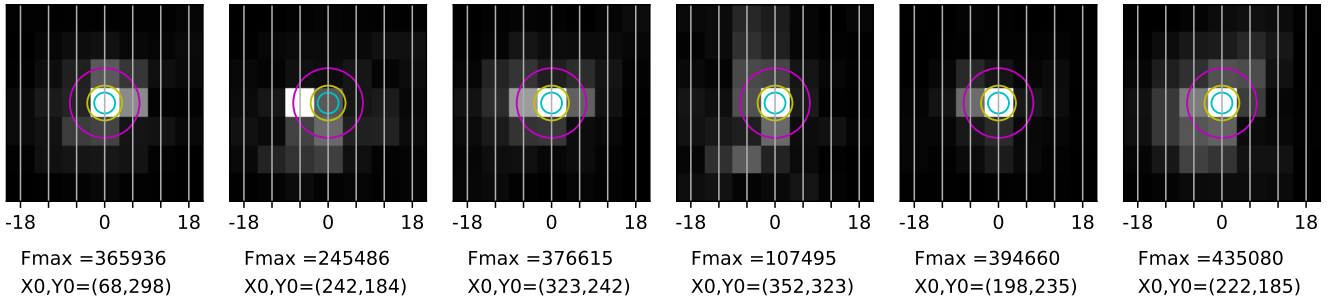 -18 0 18 -18 0 18 -18 0 18 -18 0 18 -18 0 18 -18 0 18
Fmax =365936 Fmax =245486 Fmax =376615 Fmax =107495 Fmax =394660 Fmax =435080
X0,Y0=(68,298) X0,Y0=(242,184) X0,Y0=(323,242) X0,Y0=(352,323) X0,Y0=(198,235) X0,Y0=(222,185)